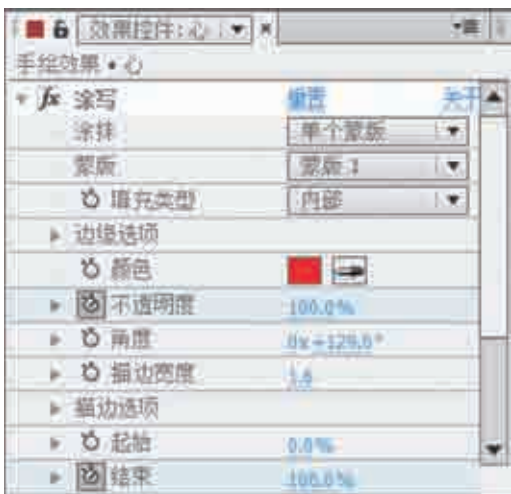 效果控件:心
手绘效果 • 心
fx 涂写 重置 关于
涂抹 单个蒙版
蒙版 蒙版 1
填充类型 内部
边缘选项
颜色
不透明度 100.0%
角度 0x+129.0°
描边宽度 1.6
描边选项
起始 0.0%
结束 100.0%